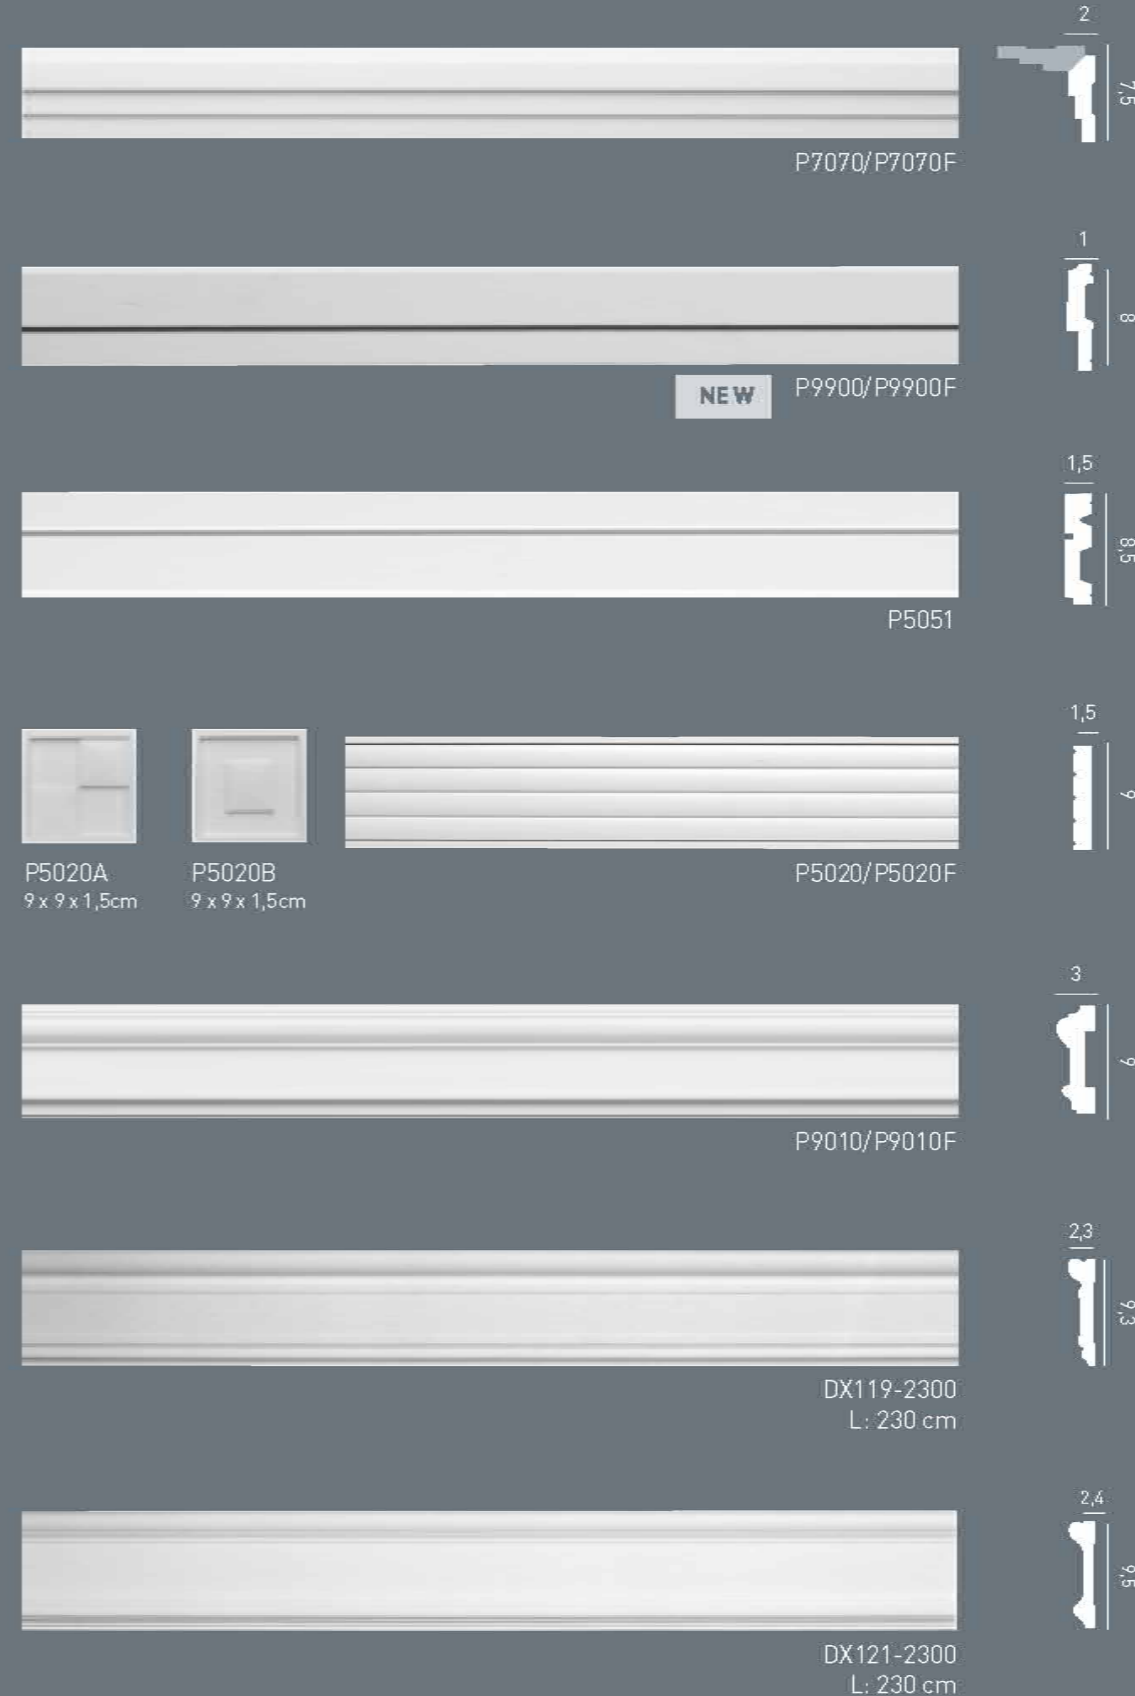 2
7,5
P7070/P7070F
1
8
NEW
P9900/P9900F
1,5
8,5
P5051
1,5
9
P5020A
9 x 9 x 1,5cm
P5020B
9 x 9 x 1,5cm
P5020/P5020F
3
9
P9010/P9010F
2,3
9,3
DX119-2300
L: 230 cm
2,4
9,5
DX121-2300
L: 230 cm